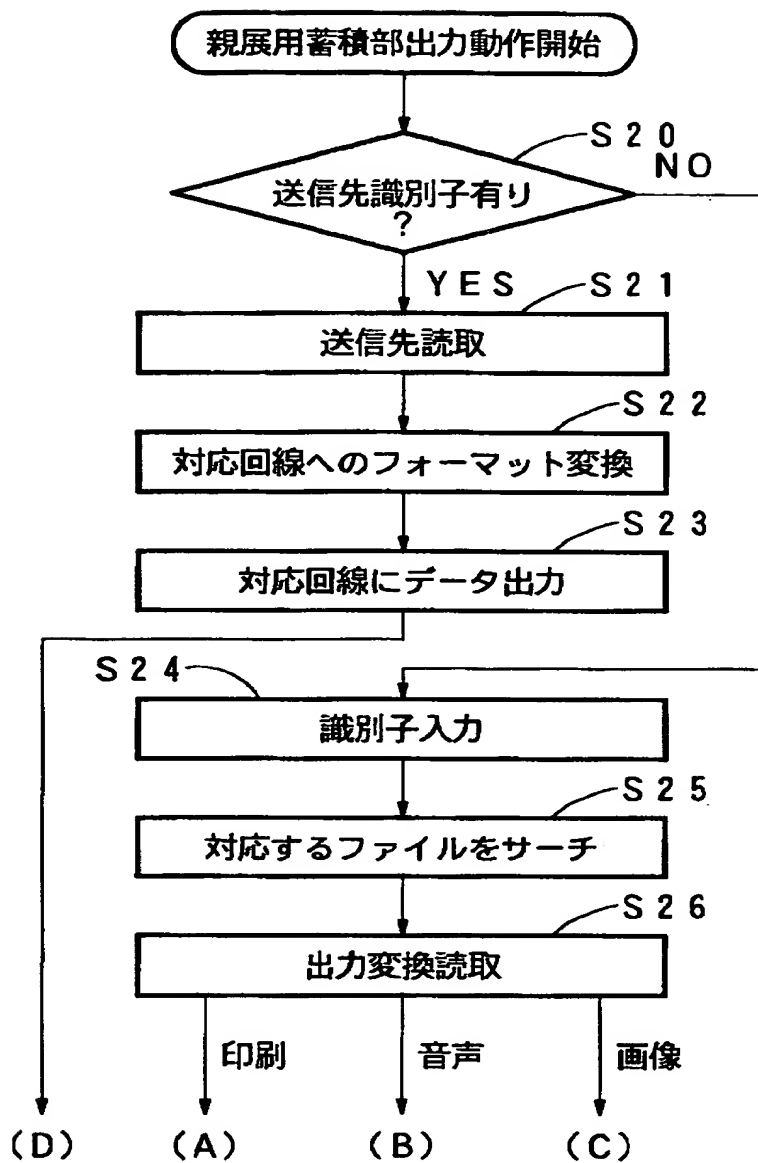 親展用蓄積部出力動作開始
S20
NO
送信先識別子有り
?
YES
S21
送信先読取
S22
対応回線へのフォーマット変換
S23
対応回線にデータ出力
S24
識別子入力
S25
対応するファイルをサーチ
S26
出力変換読取
印刷 音声 画像
(D) (A) (B) (C)